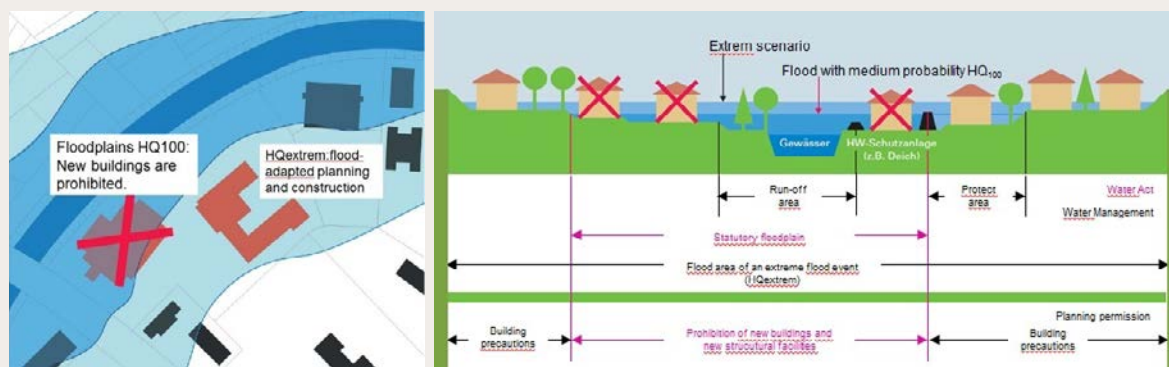 Floodplains HQ100:
New buildings are
prohibited.
HQextrem:flood-
adapted planning
and construction
Extrem scenario
Flood with medium probability HQ100
Gewässer
HW-Schutzanlage
(z.B. Deich)
Run-off
area
Protect
area
Water Act
Water Management
Statutory floodplain
Flood area of an extreme flood event
(HQextrem)
Planning permission
Building
precautions
Prohibition of new buildings and
new strucutural facilities
Building
precautions